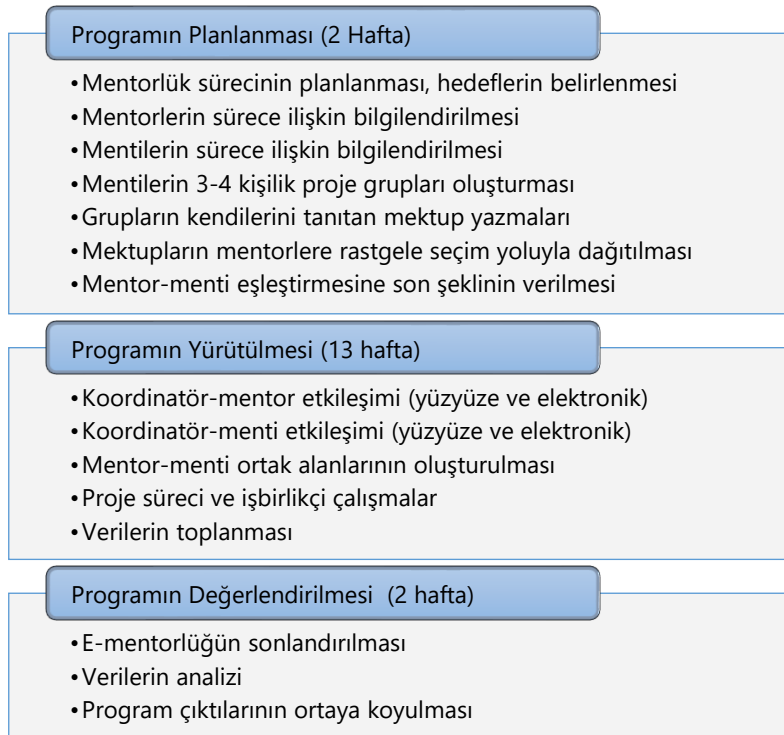 Programın Planlanması (2 Hafta)
•Mentorlük sürecinin planlanması, hedeflerin belirlenmesi
•Mentorlerin sürece ilişkin bilgilendirilmesi
•Mentilerin sürece ilişkin bilgilendirilmesi
•Mentilerin 3-4 kişilik proje grupları oluşturması
•Grupların kendilerini tanıtan mektup yazmaları
•Mektupların mentorlere rastgele seçim yoluyla dağıtılması
•Mentor-menti eşleştirmesine son şeklinin verilmesi
Programın Yürütülmesi (13 hafta)
•Koordinatör-mentor etkileşimi (yüzyüze ve elektronik)
•Koordinatör-menti etkileşimi (yüzyüze ve elektronik)
•Mentor-menti ortak alanlarının oluşturulması
•Proje süreci ve işbirlikçi çalışmalar
•Verilerin toplanması
Programın Değerlendirilmesi (2 hafta)
•E-mentorlüğün sonlandırılması
•Verilerin analizi
•Program çıktılarının ortaya koyulması